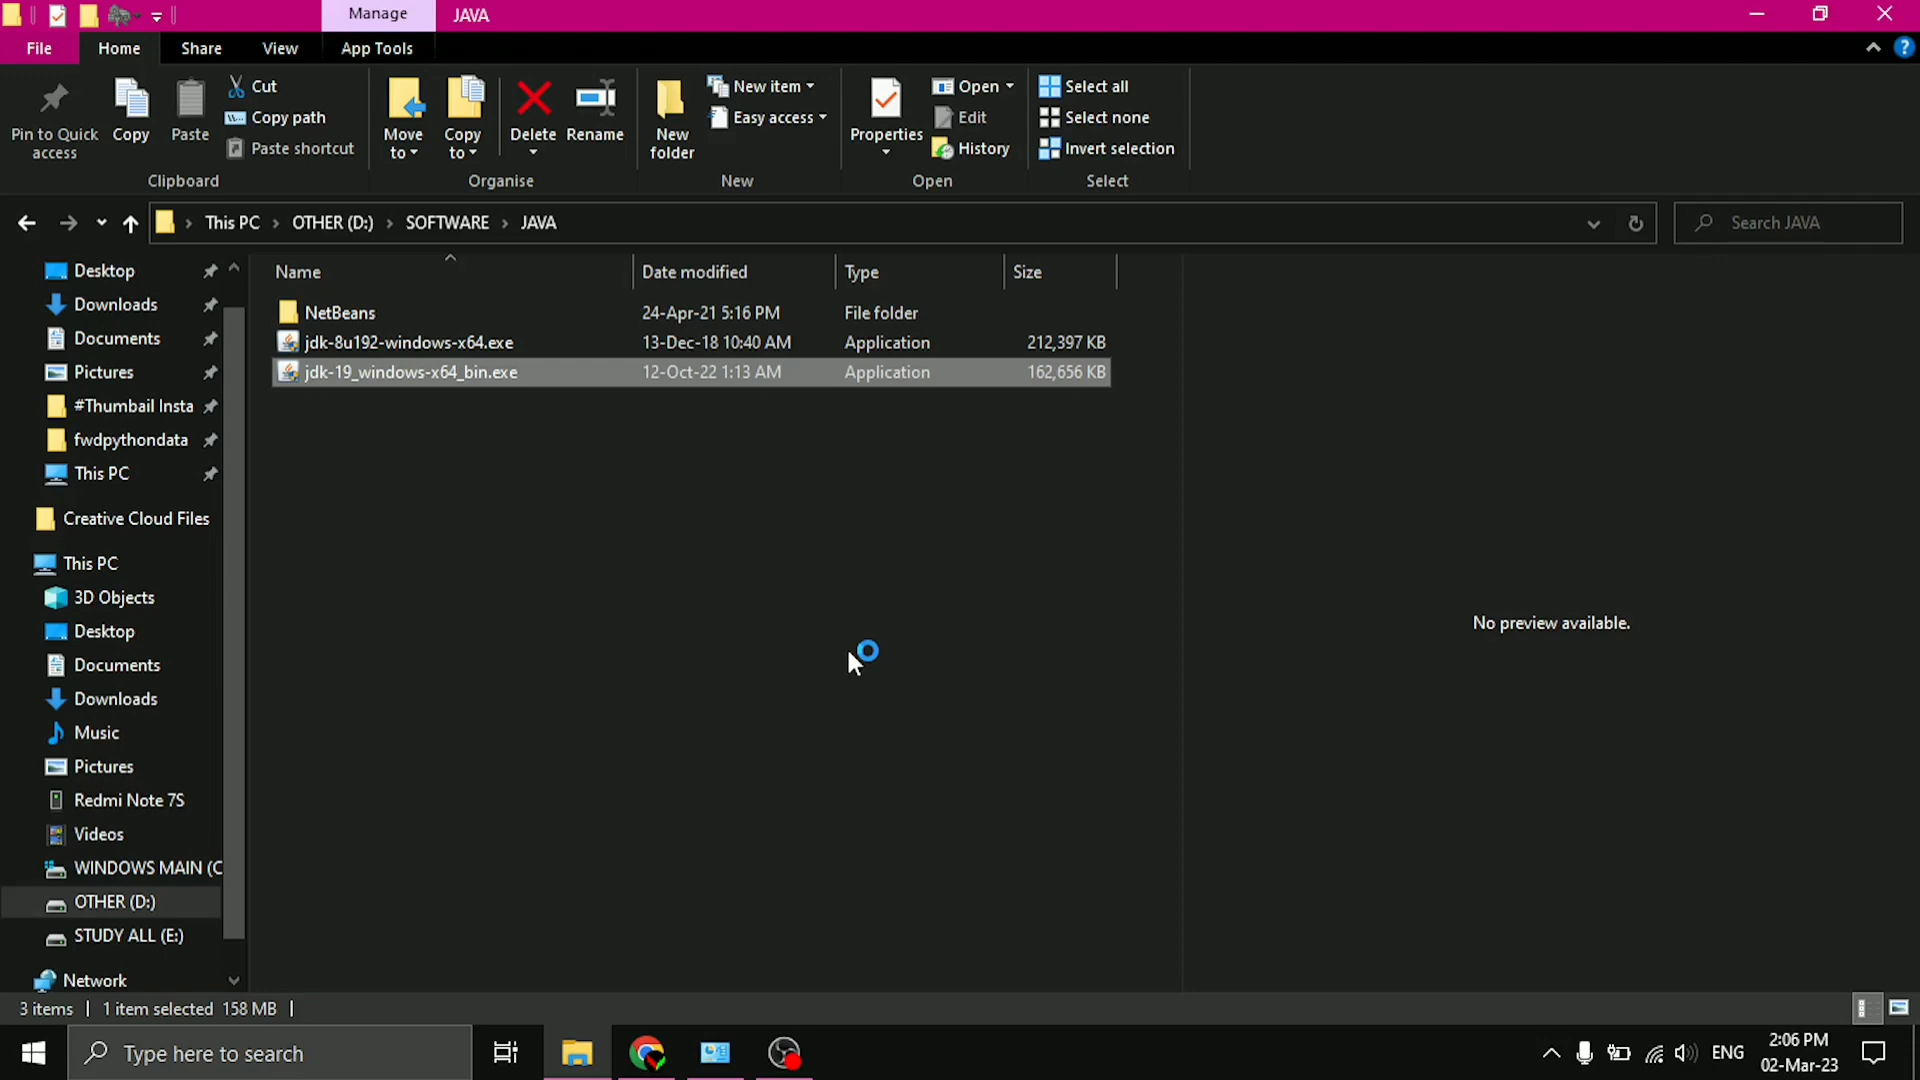 Manage
JAVA
File
Home
Share
View
App Tools
Pin to Quick
access
Copy
Paste
Cut
Copy path
Paste shortcut
Clipboard
Move
to
Copy
to
Delete
Rename
Organise
New
folder
New item
Easy access
New
Properties
Open
Edit
History
Open
Select all
Select none
Invert selection
Select
This PC > OTHER (D:) > SOFTWARE > JAVA
Search JAVA
Desktop
Downloads
Documents
Pictures
#Thumbail Insta
fwdpythondata
This PC
Creative Cloud Files
This PC
3D Objects
Desktop
Documents
Downloads
Music
Pictures
Redmi Note 7S
Videos
WINDOWS MAIN (C
OTHER (D:)
STUDY ALL (E:)
Network
Name Date modified Type Size
NetBeans 24-Apr-21 5:16 PM File folder
jdk-8u192-windows-x64.exe 13-Dec-18 10:40 AM Application 212,397 KB
jdk-19_windows-x64_bin.exe 12-Oct-22 1:13 AM Application 162,656 KB
No preview available.
3 items 1 item selected 158 MB
Type here to search
ENG
2:06 PM
02-Mar-23